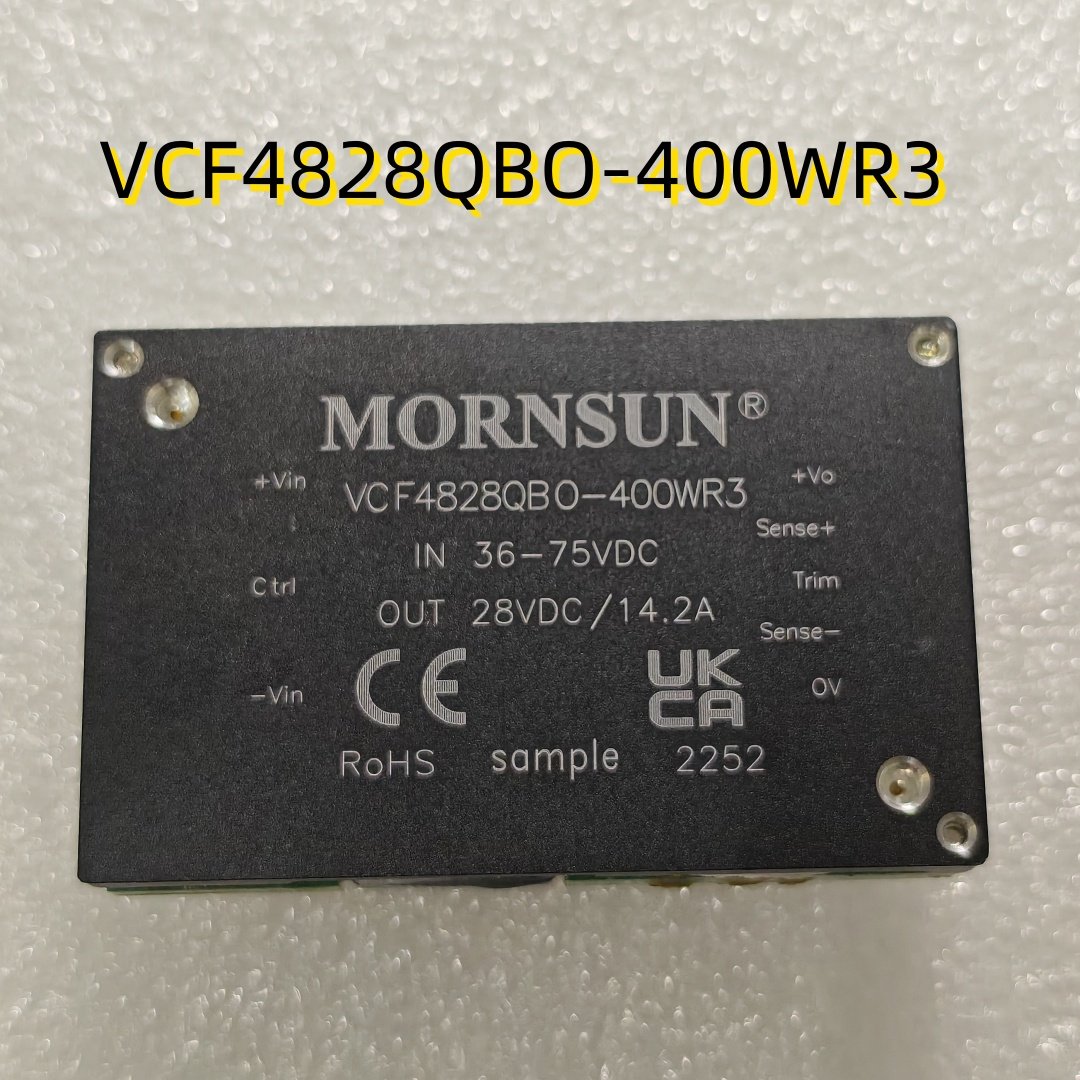 VCF4828QBO-400WR3
MORNSUN®
+Vin
VCF4828QBO-400WR3
+Vo
IN 36-75VDC
Sense+
Ctrl
OUT 28VDC/14.2A
Trim
Sense-
-Vin
CE
UK
CA
0V
RoHS sample 2252